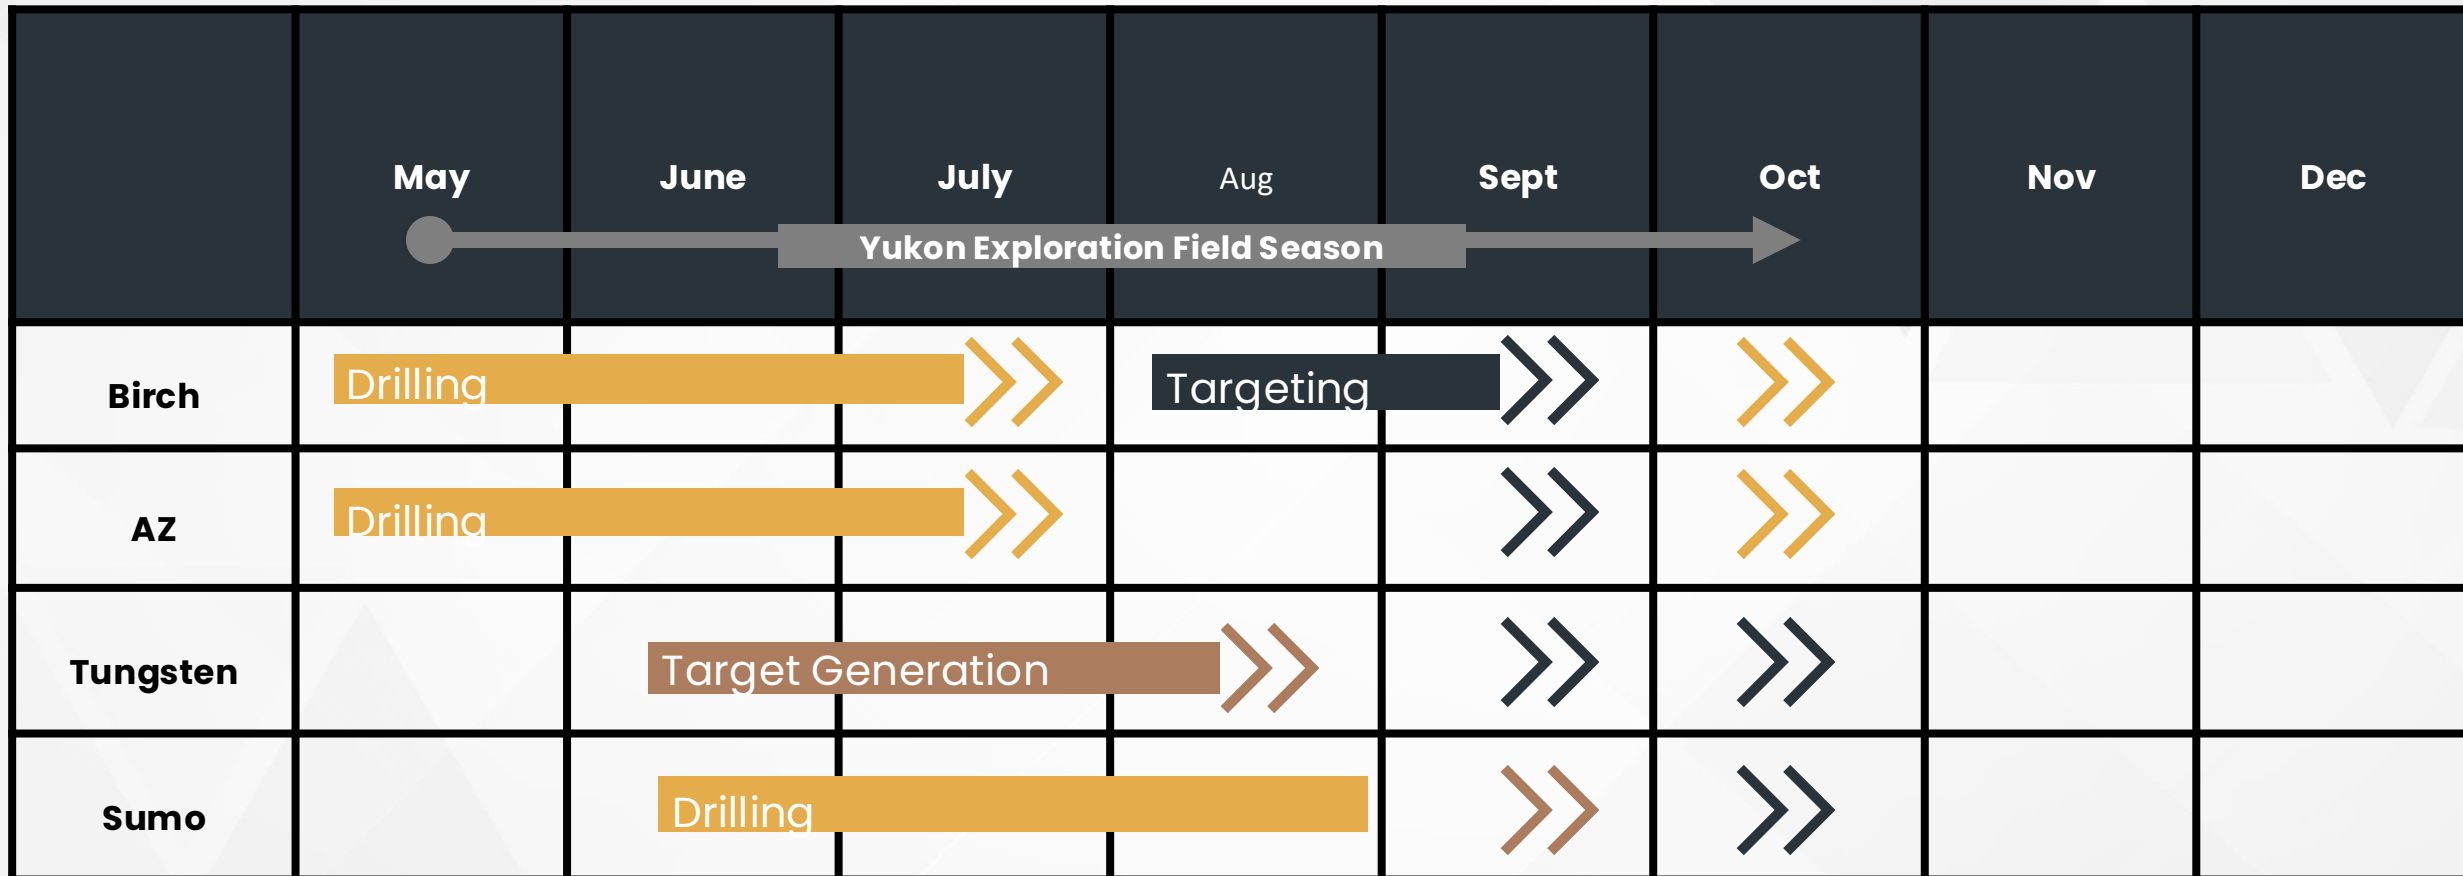 May June July Aug Sept Oct Nov Dec
Yukon Exploration Field Season
Birch Drilling Targeting
AZ Drilling
Tungsten Target Generation
Sumo Drilling